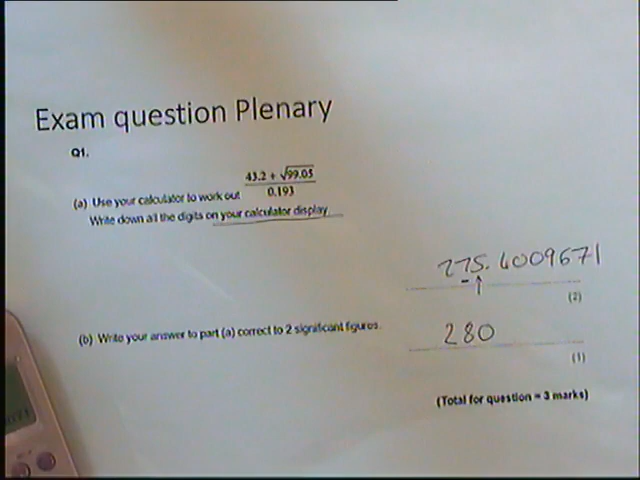 Exam question Plenary
Q1.
(a) Use your calculator to work out (43.2 + √99.05) / 0.193
Write down all the digits on your calculator display
275.4009671
(2)
(b) Write your answer to part (a) correct to 2 significant figures.
280
(1)
(Total for question = 3 marks)